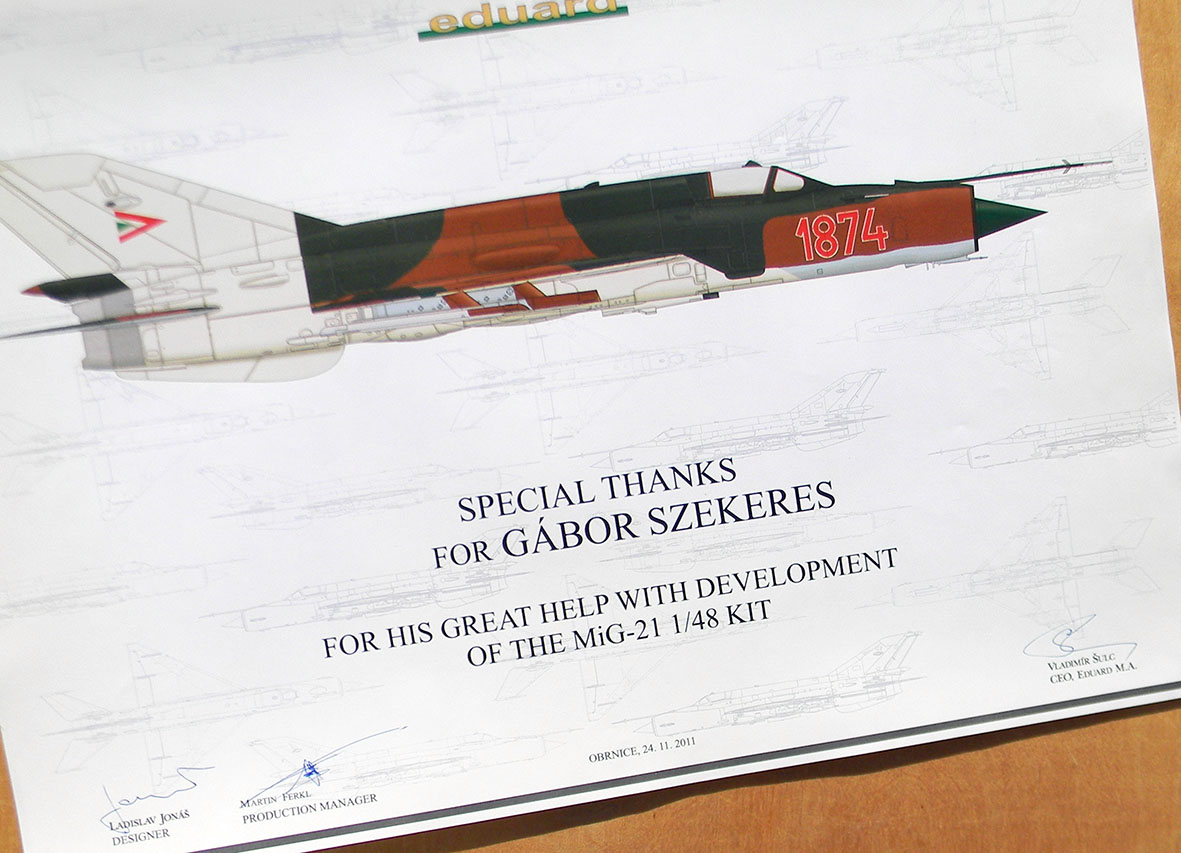 eduard
1874
SPECIAL THANKS
FOR GÁBOR SZEKERES
FOR HIS GREAT HELP WITH DEVELOPMENT
OF THE MiG-21 1/48 KIT
VLADIMÍR ŠULC
CEO, EDUARD M.A.
OBRNICE, 24. 11. 2011
MARTIN FERKL
PRODUCTION MANAGER
LADISLAV JONÁŠ
DESIGNER